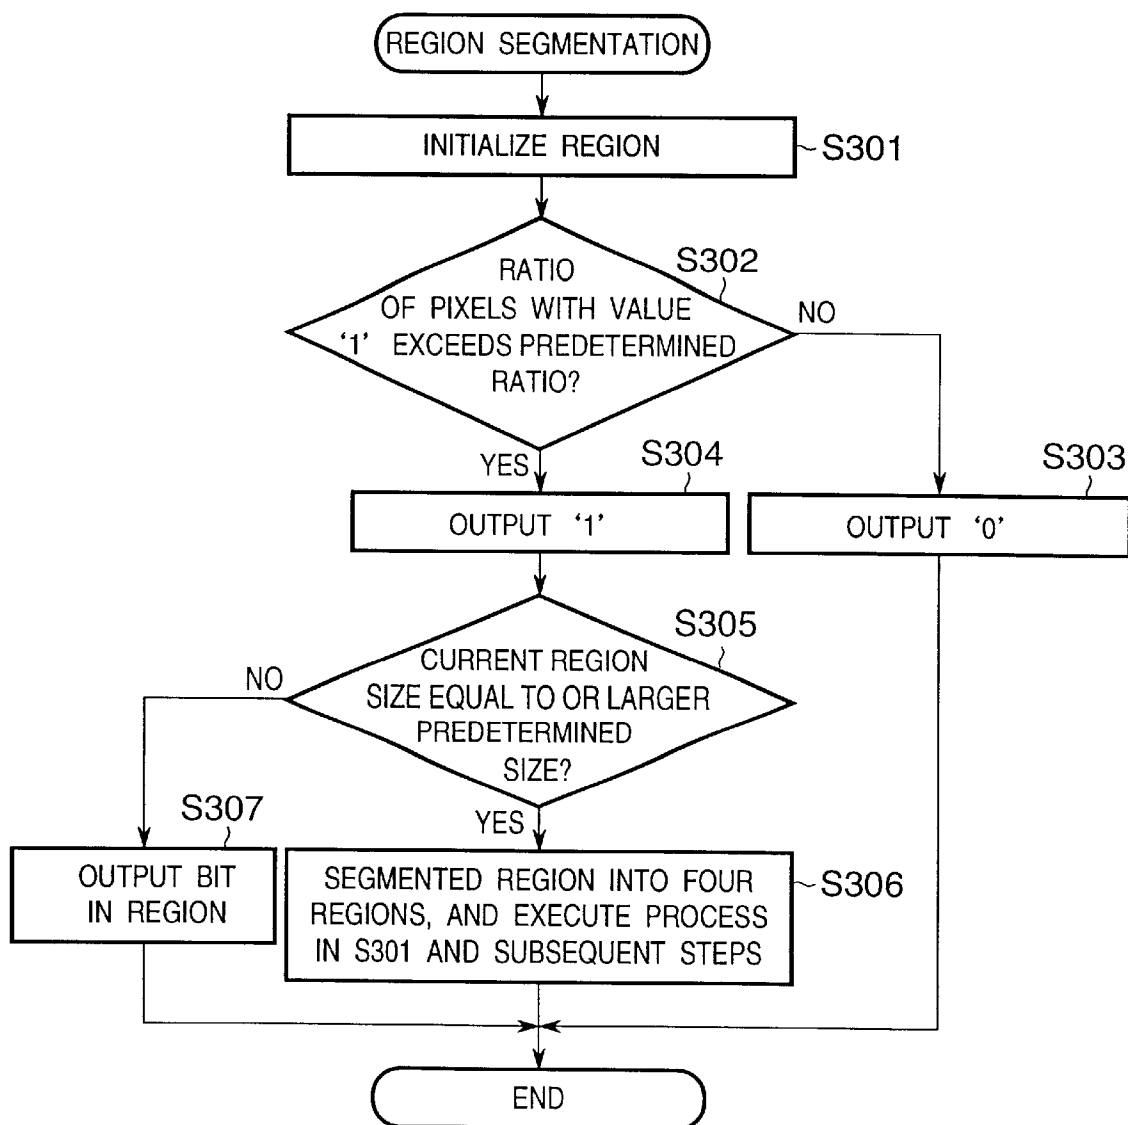 REGION SEGMENTATION
INITIALIZE REGION
S301
S302
RATIO
OF PIXELS WITH VALUE
‘1’ EXCEEDS PREDETERMINED
RATIO?
NO
YES
S304
S303
OUTPUT ‘1’
OUTPUT ‘0’
S305
CURRENT REGION
SIZE EQUAL TO OR LARGER
PREDETERMINED
SIZE?
NO
YES
S307
OUTPUT BIT
IN REGION
SEGMENTED REGION INTO FOUR
REGIONS, AND EXECUTE PROCESS
IN S301 AND SUBSEQUENT STEPS
S306
END